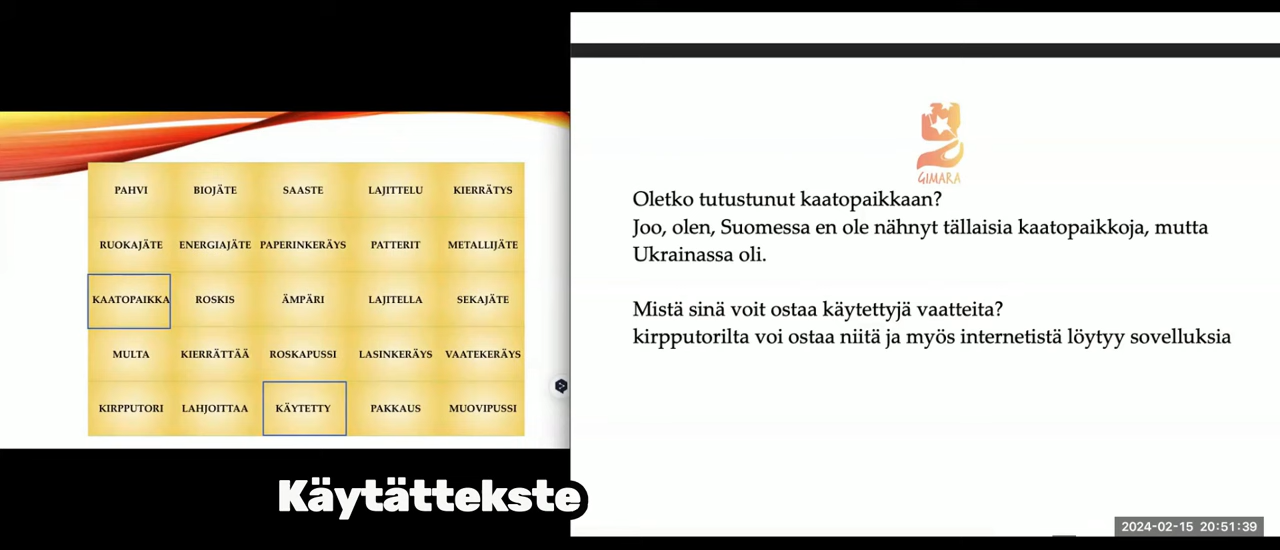 PAHVI BIOJÄTE SAASTE LAJITTELU KIERRÄTYS
RUOKAJÄTE ENERGIAJÄTE PAPERINKERÄYS PATTERIT METALLIJÄTE
KAATOPAIKKA ROSKIS ÄMPÄRI LAJITELLA SEKAJÄTE
MULTA KIERRÄTTÄÄ ROSKAPUSSI LASINKERÄYS VAATEKERÄYS
KIRPPUTORI LAHJOITTAA KÄYTETTY PAKKAUS MUOVIPUSSI
GIMARA
Oletko tutustunut kaatopaikkaan?
Joo, olen, Suomessa en ole nähnyt tällaisia kaatopaikkoja, mutta
Ukrainassa oli.
Mistä sinä voit ostaa käytettyjä vaatteita?
kirpputorilta voi ostaa niitä ja myös internetistä löytyy sovelluksia
Käytättekste
2024-02-15 20:51:39